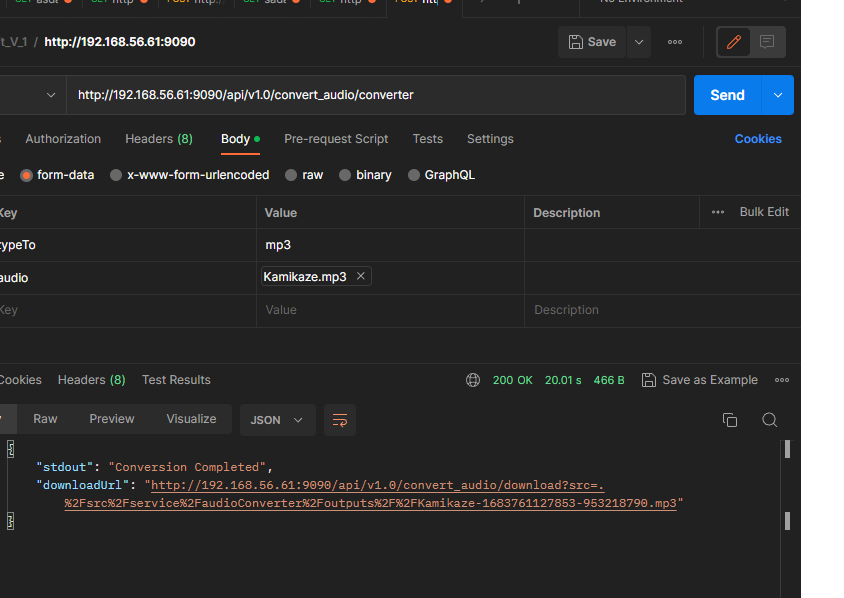 t_V_1 / http://192.168.56.61:9090
Save
http://192.168.56.61:9090/api/v1.0/convert_audio/converter
Send
Authorization Headers (8) Body Pre-request Script Tests Settings Cookies
e form-data x-www-form-urlencoded raw binary GraphQL
Key Value Description Bulk Edit
typeTo mp3
audio Kamikaze.mp3
Key Value Description
Cookies Headers (8) Test Results 200 OK 20.01 s 466 B Save as Example
Raw Preview Visualize JSON
{
"stdout": "Conversion Completed",
"downloadUrl": "http://192.168.56.61:9090/api/v1.0/convert_audio/download?src=.
%2Fsrc%2Fservice%2FaudioConverter%2Foutputs%2F%2FKamikaze-1683761127853-953218790.mp3"
}